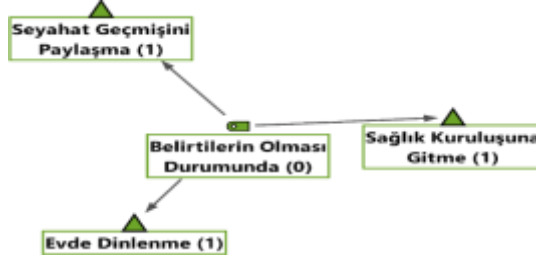 Seyahat Geçmişini
Paylaşma (1)
Belirtilerin Olması
Durumunda (0)
Sağlık Kuruluşuna
Gitme (1)
Evde Dinlenme (1)